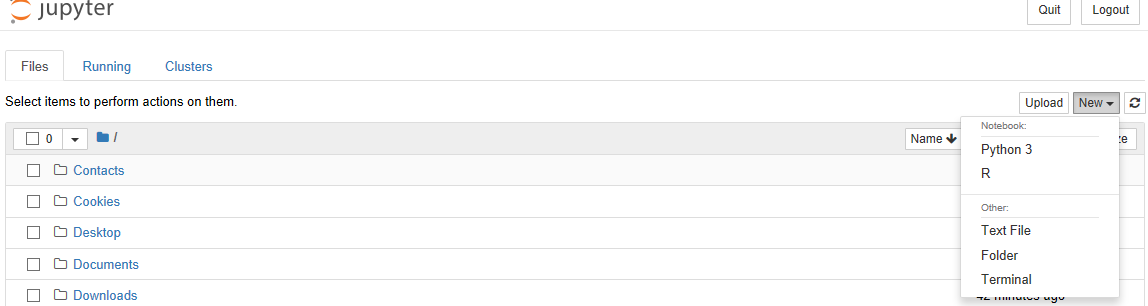 jupyter
Quit
Logout
Files
Running
Clusters
Select items to perform actions on them.
Upload
New
0
/
Name
ze
Notebook:
Python 3
R
Other:
Text File
Folder
Terminal
Contacts
Cookies
Desktop
Documents
Downloads
42 minutes ago